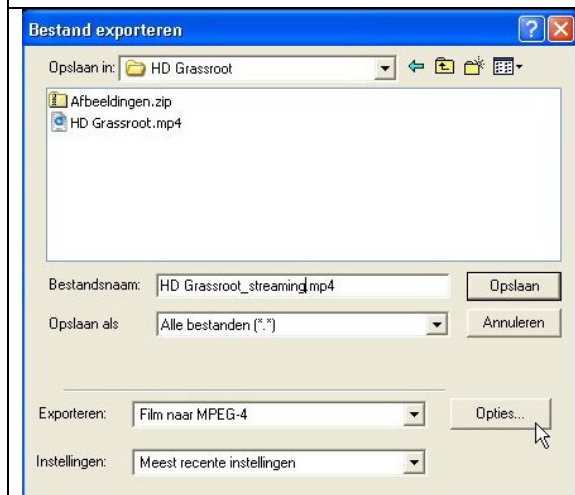 Bestand exporteren
Opslaan in: HD Grassroot
Afbeeldingen.zip
HD Grassroot.mp4
Bestandsnaam: HD Grassroot_streaming.mp4 Opslaan
Opslaan als Alle bestanden (*.*) Annuleren
Exporteren: Film naar MPEG-4 Opties...
Instellingen: Meest recente instellingen